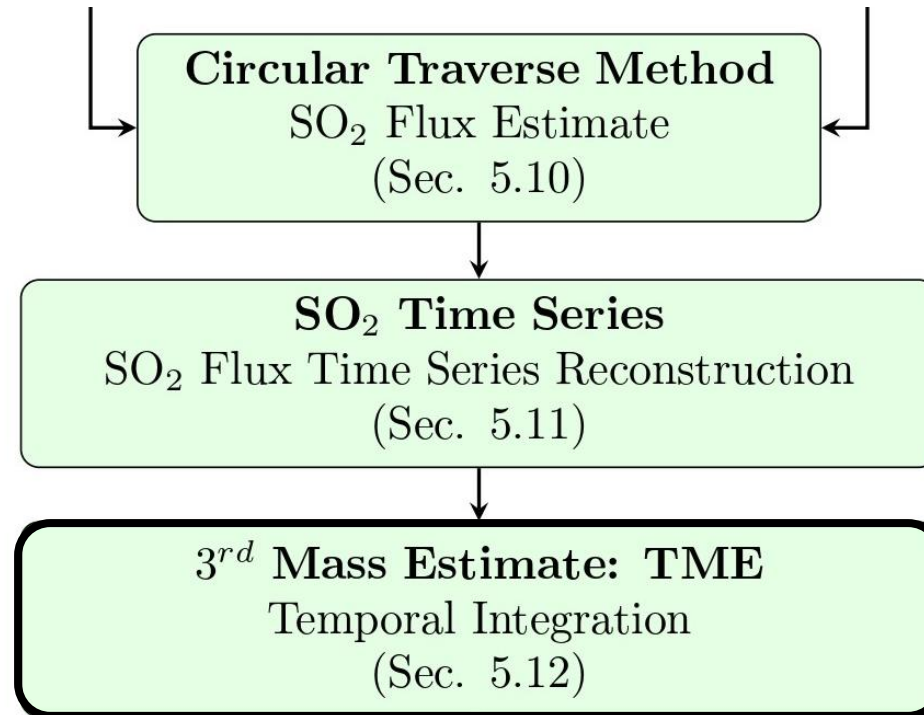 Circular Traverse Method
SO₂ Flux Estimate
(Sec. 5.10)
SO₂ Time Series
SO₂ Flux Time Series Reconstruction
(Sec. 5.11)
3ʳᵈ Mass Estimate: TME
Temporal Integration
(Sec. 5.12)